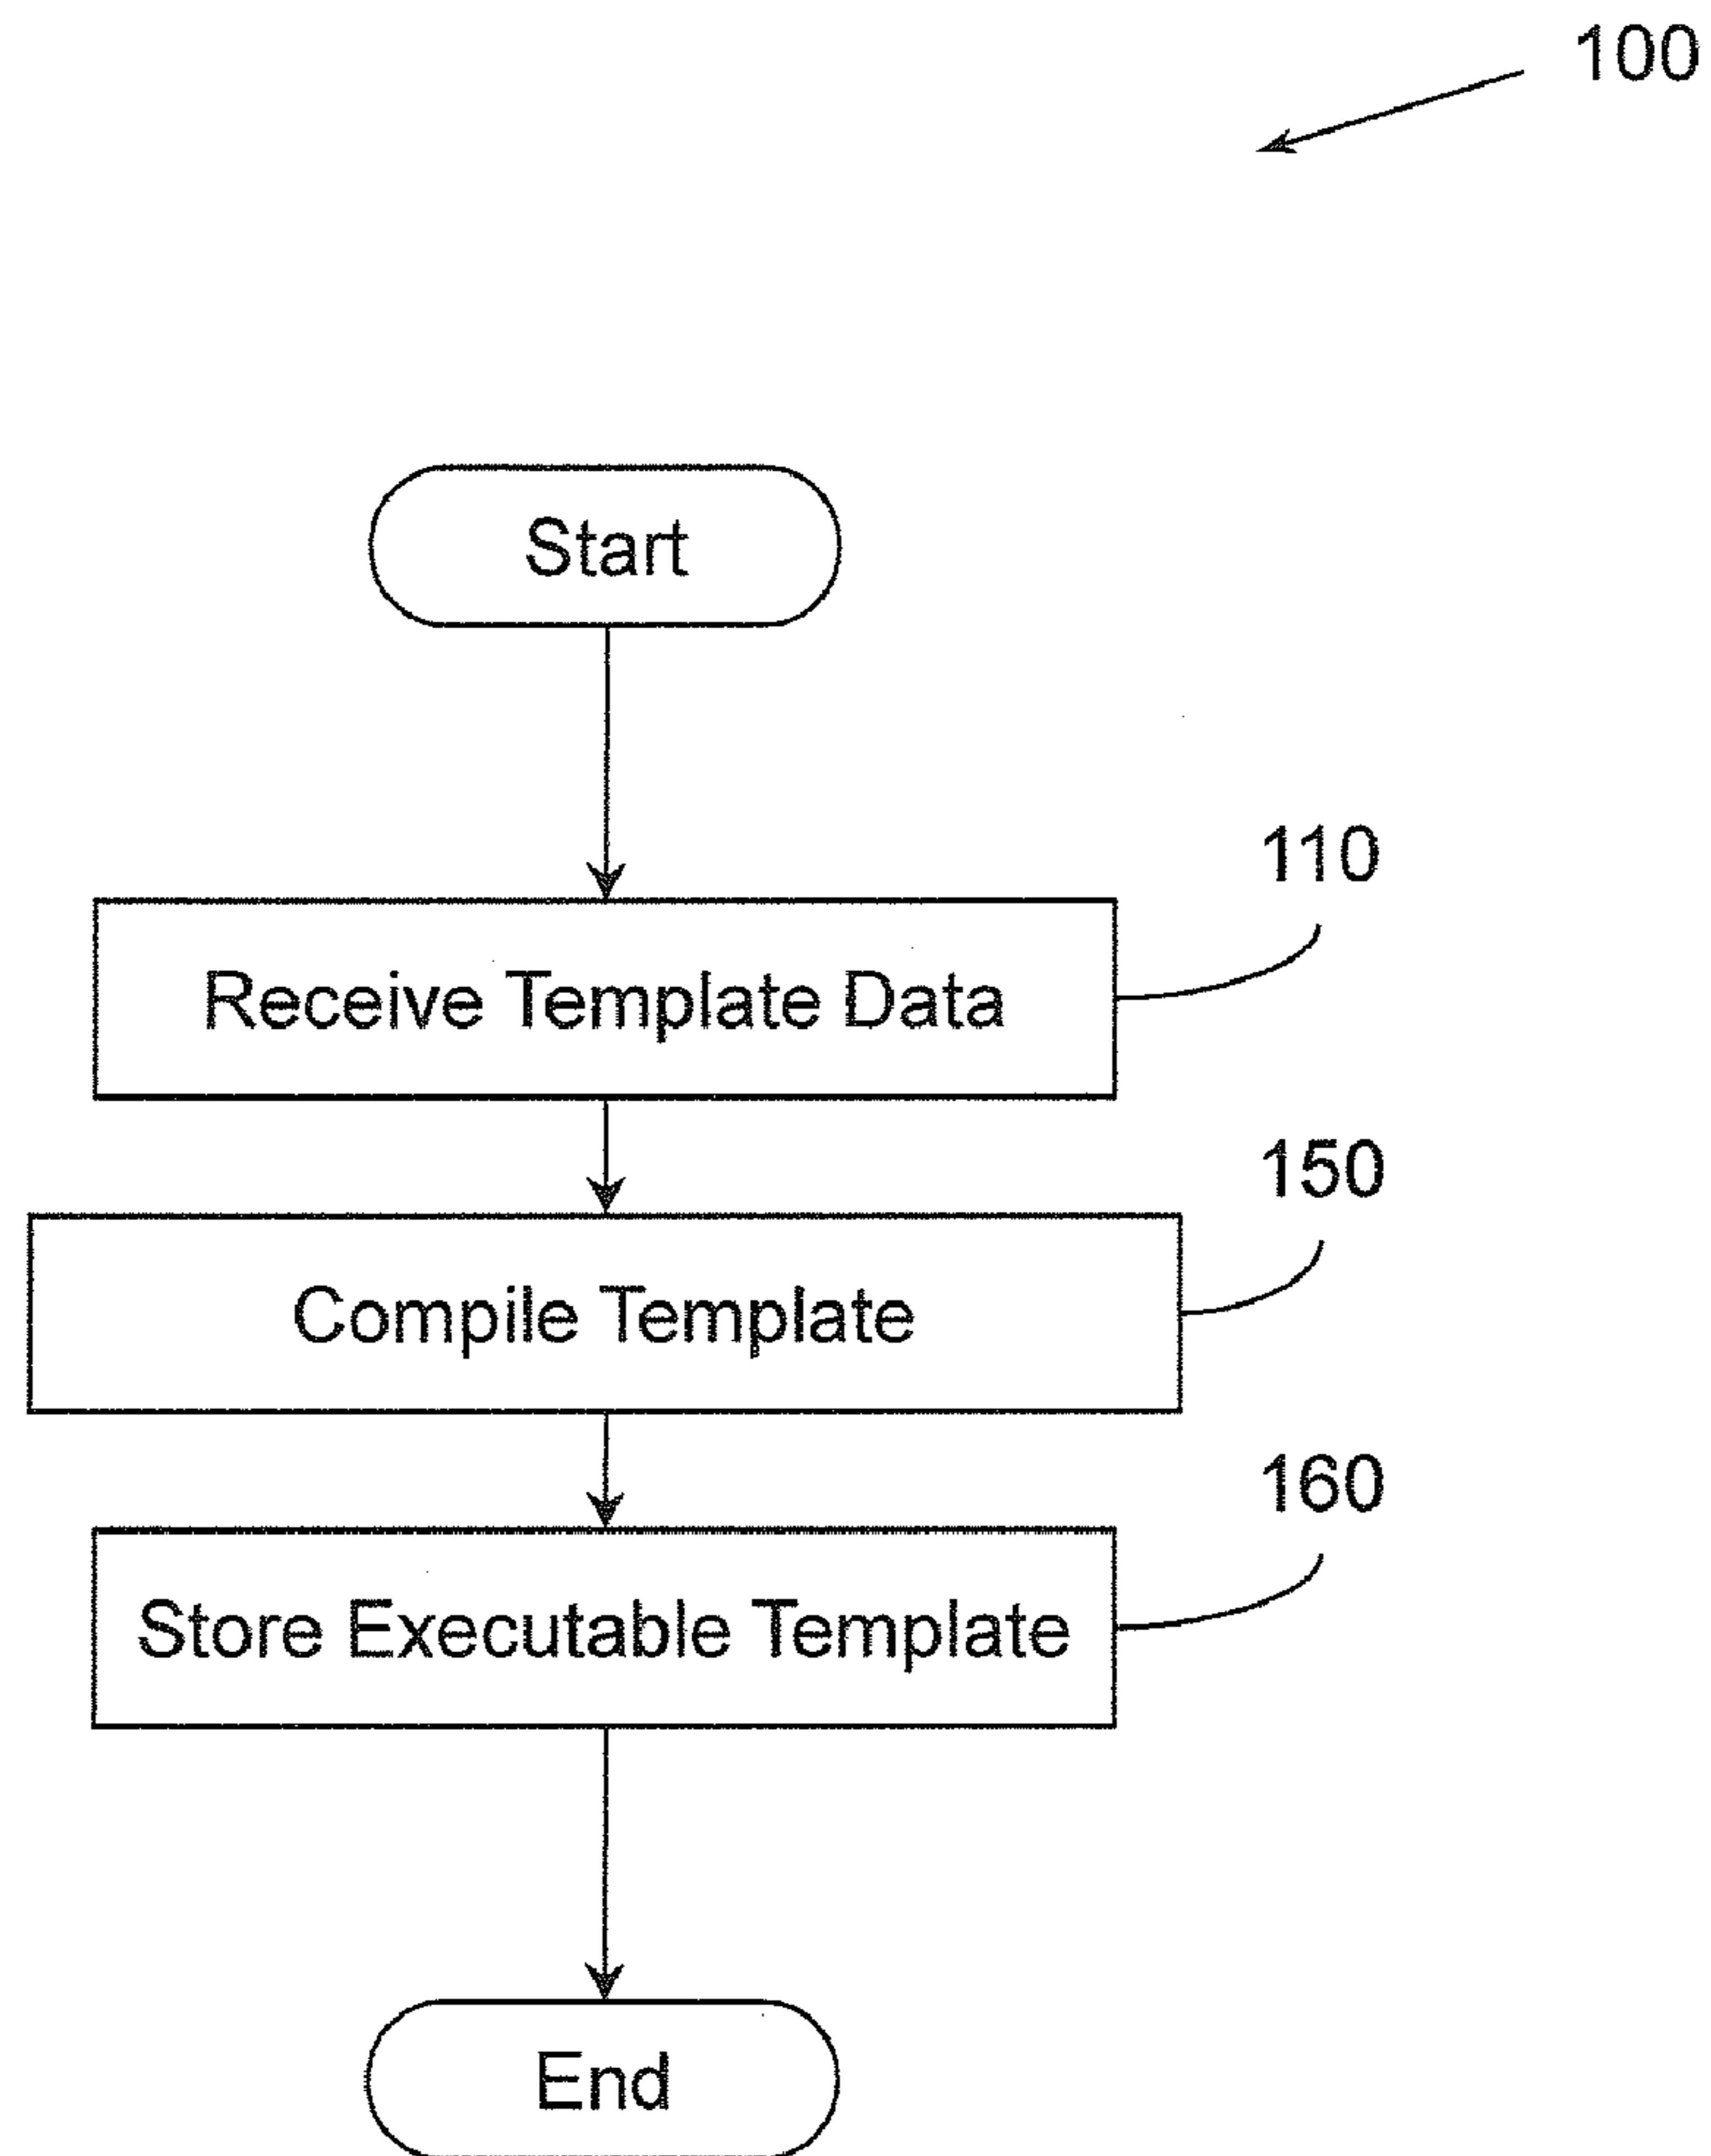 100
Start
110
Receive Template Data
150
Compile Template
160
Store Executable Template
End